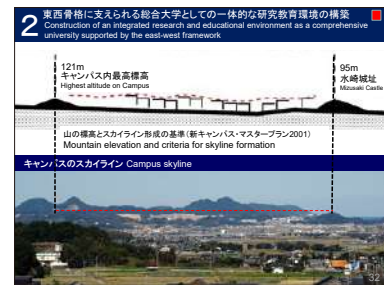 2 東西骨格に支えられる総合大学としての一体的な研究教育環境の構築
Construction of an integrated research and educational environment as a comprehensive
university supported by the east-west framework
121m
キャンパス内最高標高
Highest altitude on Campus
95m
水崎城址
Mizusaki Castle
山の標高とスカイライン形成の基準(新キャンパス・マスタープラン2001)
Mountain elevation and criteria for skyline formation
キャンパスのスカイライン Campus skyline
32